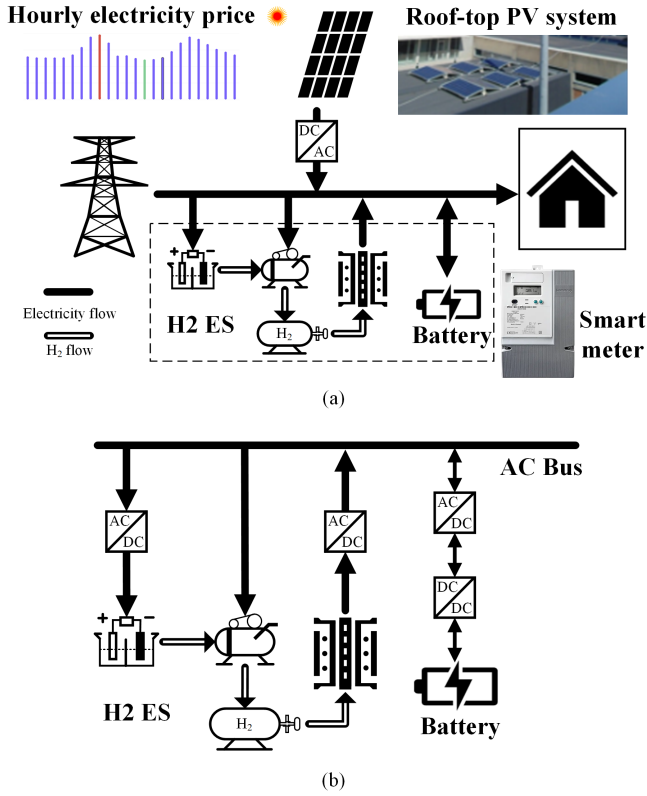 Hourly electricity price
Roof-top PV system
DC
AC
+ −
H2 ES
H₂
Battery
Electricity flow
H₂ flow
Smart
meter
(a)
AC Bus
AC
DC
AC
DC
AC
DC
DC
DC
+ −
H2 ES
H₂
Battery
(b)